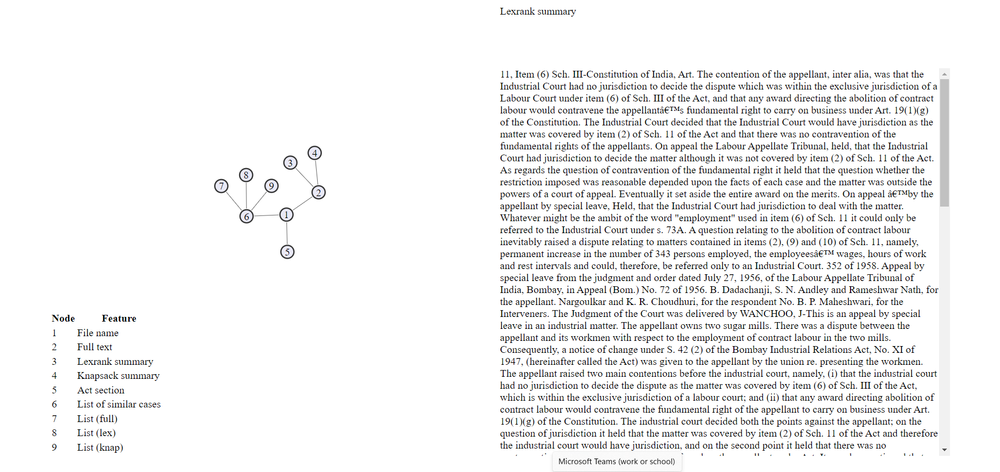 Lexrank summary
4
3
8
7
9
2
1
6
5
Node Feature
1 File name
2 Full text
3 Lexrank summary
4 Knapsack summary
5 Act section
6 List of similar cases
7 List (full)
8 List (lex)
9 List (knap)
11, Item (6) Sch. III-Constitution of India, Art. The contention of the appellant, inter alia, was that the
Industrial Court had no jurisdiction to decide the dispute which was within the exclusive jurisdiction of a
Labour Court under item (6) of Sch. III of the Act, and that any award directing the abolition of contract
labour would contravene the appellantâ€™s fundamental right to carry on business under Art. 19(1)(g)
of the Constitution. The Industrial Court decided that the Industrial Court would have jurisdiction as the
matter was covered by item (2) of Sch. 11 of the Act and that there was no contravention of the
fundamental rights of the appellants. On appeal the Labour Appellate Tribunal, held, that the Industrial
Court had jurisdiction to decide the matter although it was not covered by item (2) of Sch. 11 of the Act.
As regards the question of contravention of the fundamental right it held that the question whether the
restriction imposed was reasonable depended upon the facts of each case and the matter was outside the
powers of a court of appeal. Eventually it set aside the entire award on the merits. On appeal â€™by the
appellant by special leave, Held, that the Industrial Court had jurisdiction to deal with the matter.
Whatever might be the ambit of the word "employment" used in item (6) of Sch. 11 it could only be
referred to the Industrial Court under s. 73A. A question relating to the abolition of contract labour
inevitably raised a dispute relating to matters contained in items (2), (9) and (10) of Sch. 11, namely,
permanent increase in the number of 343 persons employed, the employeesâ€™ wages, hours of work
and rest intervals and could, therefore, be referred only to an Industrial Court. 352 of 1958. Appeal by
special leave from the judgment and order dated July 27, 1956, of the Labour Appellate Tribunal of
India, Bombay, in Appeal (Bom.) No. 72 of 1956. B. Dadachanji, S. N. Andley and Rameshwar Nath, for
the appellant. Nargoulkar and K. R. Choudhuri, for the respondent No. B. P. Maheshwari, for the
Interveners. The Judgment of the Court was delivered by WANCHOO, J-This is an appeal by special
leave in an industrial matter. The appellant owns two sugar mills. There was a dispute between the
appellant and its workmen with respect to the employment of contract labour in the two mills.
Consequently, a notice of change under S. 42 (2) of the Bombay Industrial Relations Act, No. XI of
1947, (hereinafter called the Act) was given to the appellant by the union re. presenting the workmen.
The appellant raised two main contentions before the industrial court, namely, (i) that the industrial court
had no jurisdiction to decide the dispute as the matter was covered by item (6) of Sch. III of the Act,
which is within the exclusive jurisdiction of a labour court; and (ii) that any award directing abolition of
contract labour would contravene the fundamental right of the appellant to carry on business under Art.
19(1)(g) of the Constitution. The industrial court decided both the points against the appellant; on the
question of jurisdiction it held that the matter was covered by item (2) of Sch. 11 of the Act and therefore
the industrial court would have jurisdiction, and on the second point it held that there was no
Microsoft Teams (work or school)